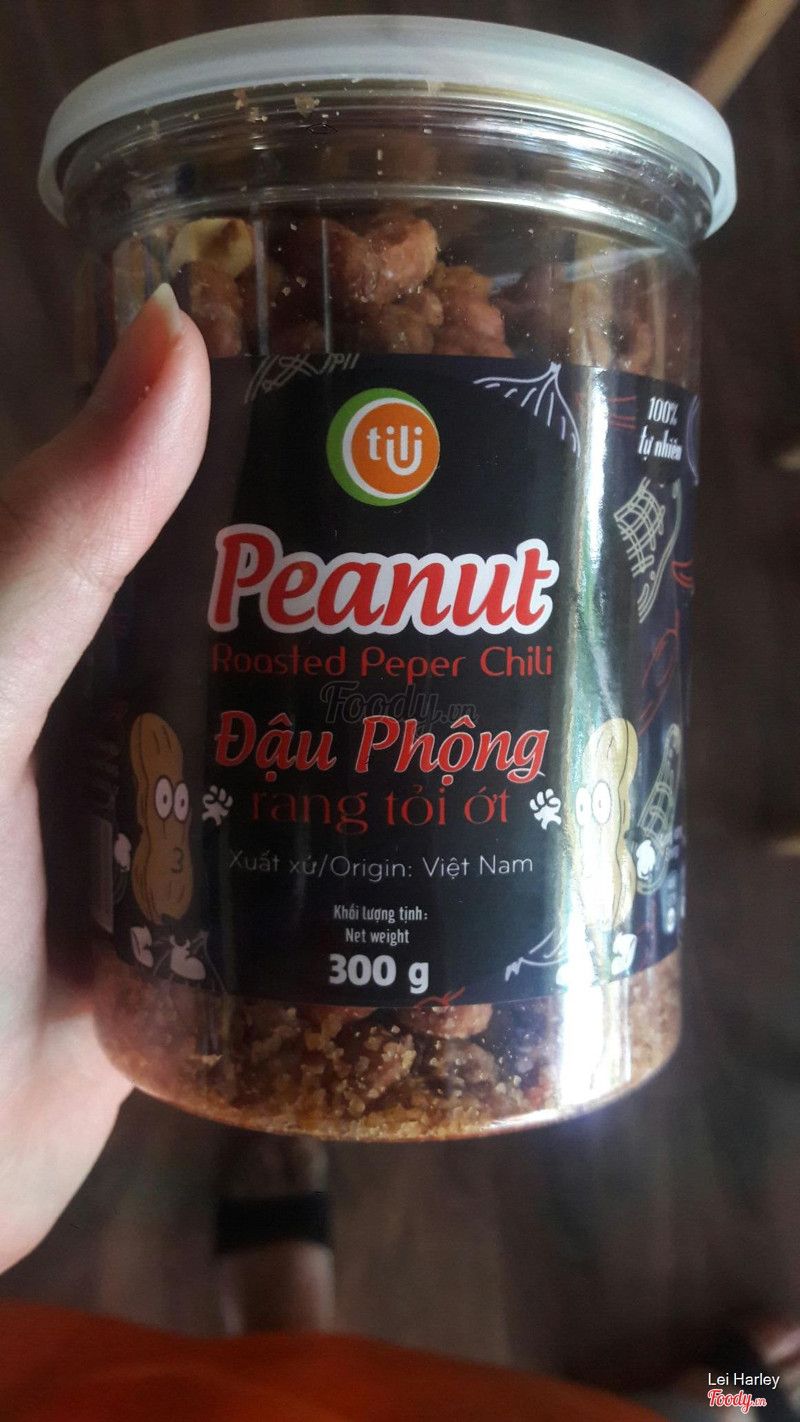 tili
100%
tự nhiên
Peanut
Roasted Peper Chili
Foody.vn
Đậu Phộng
rang tỏi ớt
Xuất xứ/Origin: Việt Nam
Khối lượng tịnh:
Net weight
300 g
Lei Harley
Foody.vn